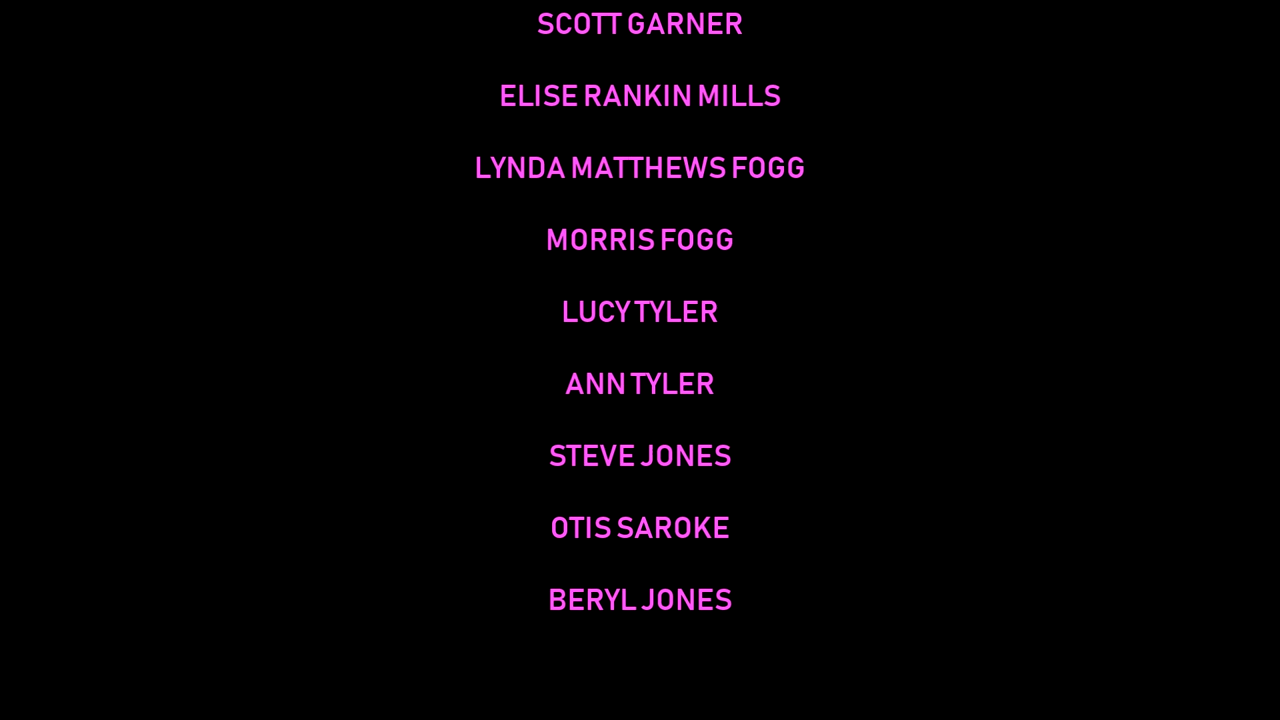 SCOTT GARNER
ELISE RANKIN MILLS
LYNDA MATTHEWS FOGG
MORRIS FOGG
LUCY TYLER
ANN TYLER
STEVE JONES
OTIS SAROKE
BERYL JONES